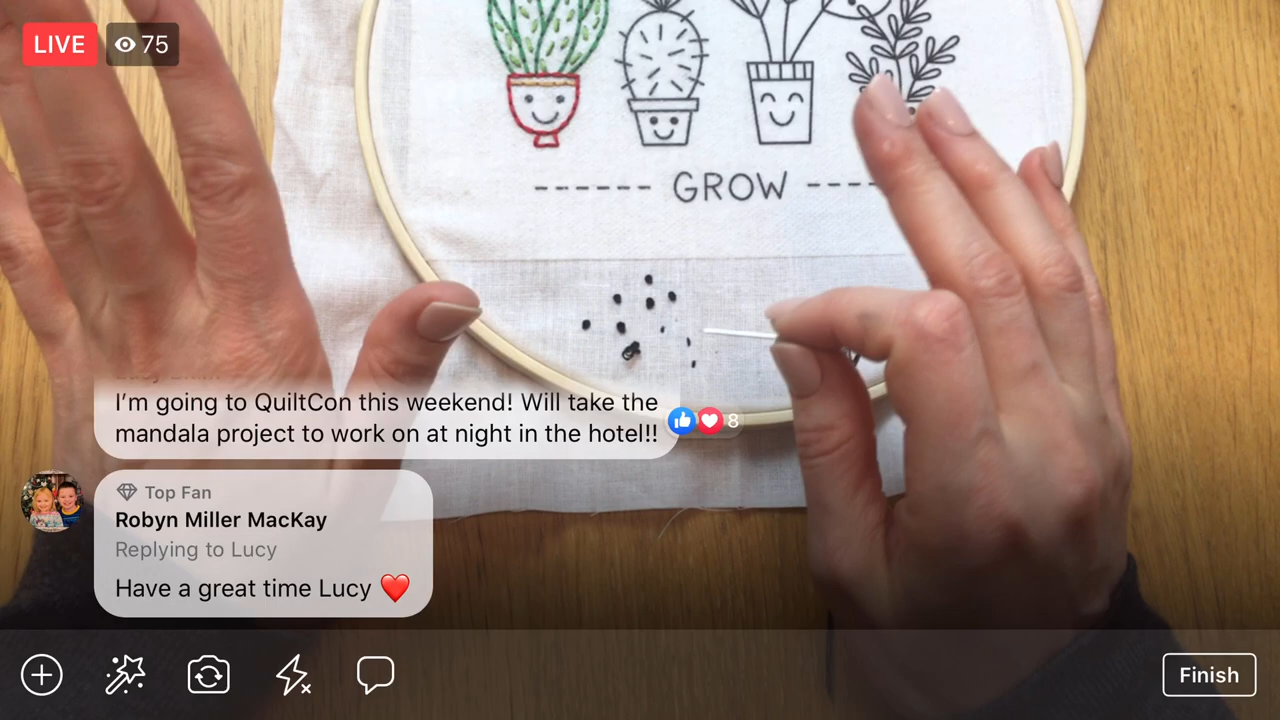 LIVE
75
GROW
I'm going to QuiltCon this weekend! Will take the
mandala project to work on at night in the hotel!!
8
Top Fan
Robyn Miller MacKay
Replying to Lucy
Have a great time Lucy ❤️
Finish